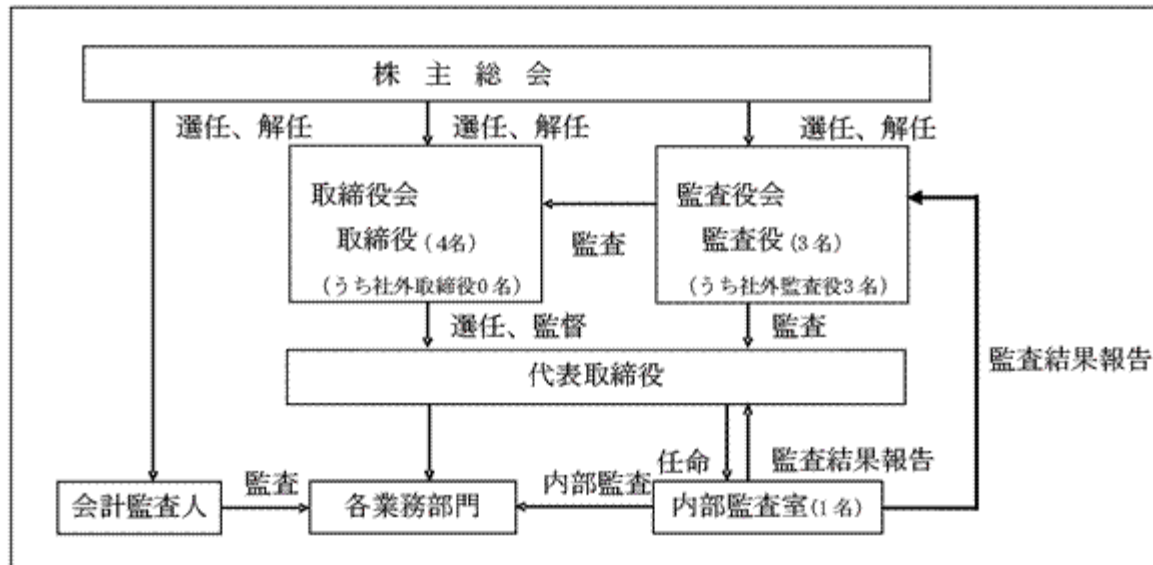 株主総会
選任、解任
選任、解任
選任、解任
取締役会
取締役(4名)
(うち社外取締役0名)
監査
監査役会
監査役(3名)
(うち社外監査役3名)
選任、監督
監査
監査結果報告
代表取締役
任命
監査結果報告
監査
内部監査
会計監査人
各業務部門
内部監査室(1名)